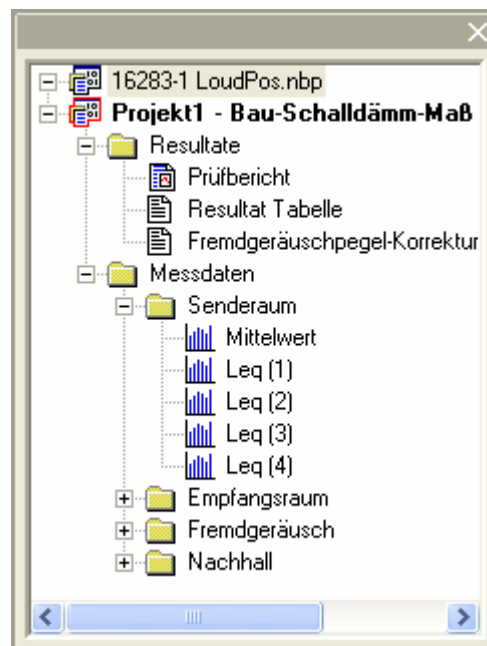 16283-1 LoudPos.nbp
Projekt1 - Bau-Schalldämm-Maß
Resultate
Prüfbericht
Resultat Tabelle
Fremdgeräuschpegel-Korrektur
Messdaten
Senderaum
Mittelwert
Leq (1)
Leq (2)
Leq (3)
Leq (4)
Empfangsraum
Fremdgeräusch
Nachhall